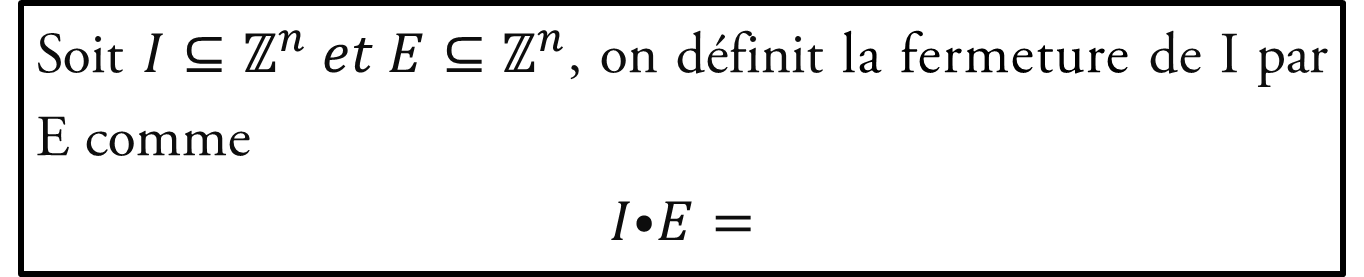 Soit I ⊆ ℤⁿ et E ⊆ ℤⁿ, on définit la fermeture de I par
E comme
I•E =